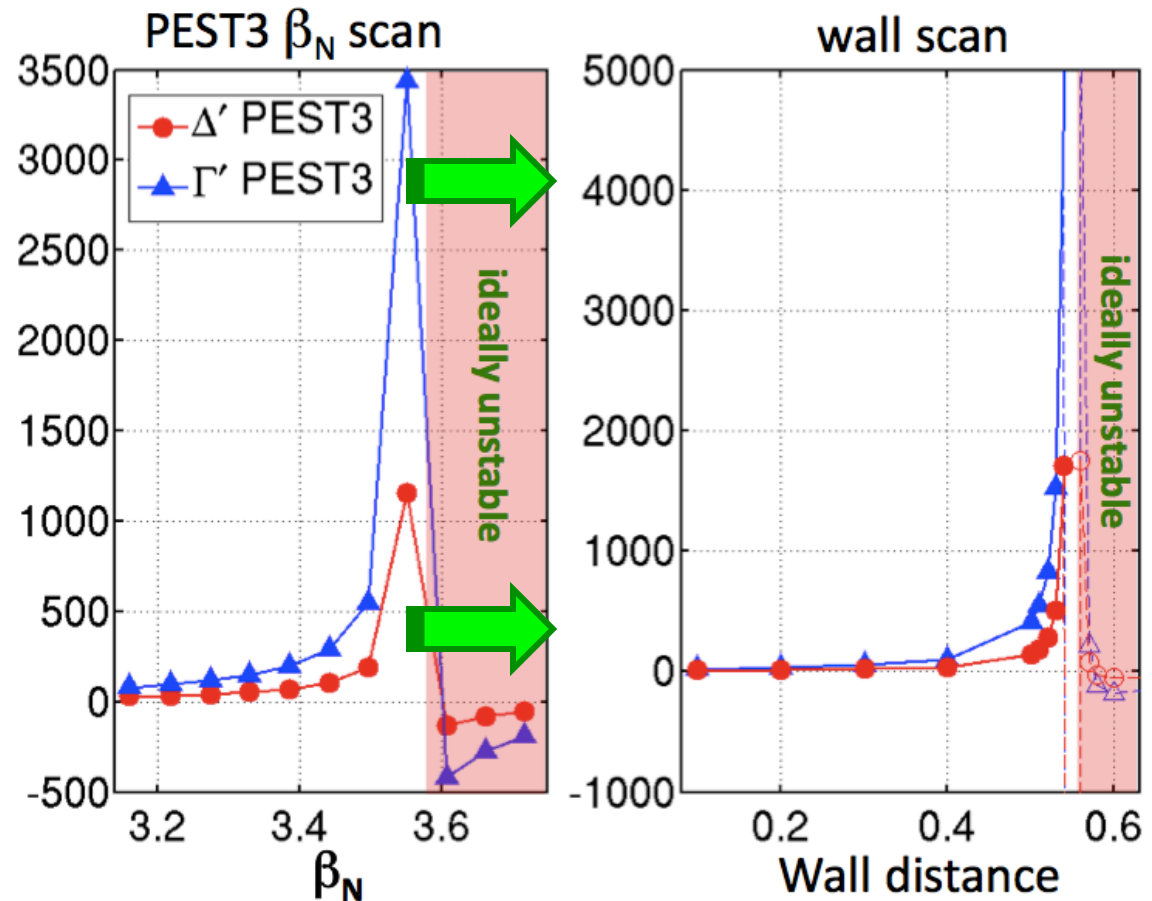 PEST3 βN scan
3500
3000
2500
2000
1500
1000
500
0
-500
Δ′ PEST3
Γ′ PEST3
ideally unstable
3.2
3.4
3.6
βN
wall scan
5000
4000
3000
2000
1000
0
-1000
ideally unstable
0.2
0.4
0.6
Wall distance